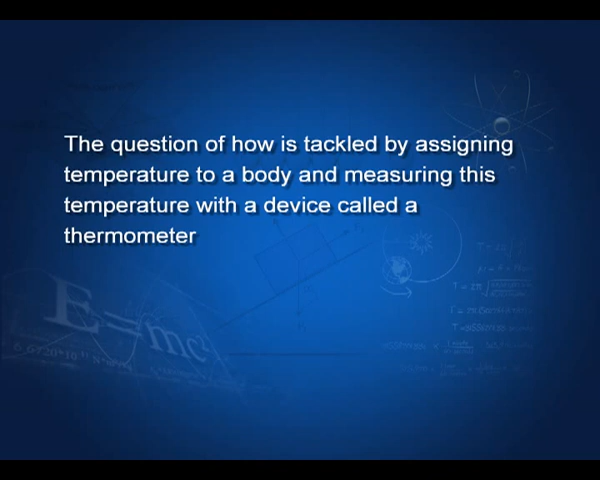 The question of how is tackled by assigning
temperature to a body and measuring this
temperature with a device called a
thermometer
E=mc²